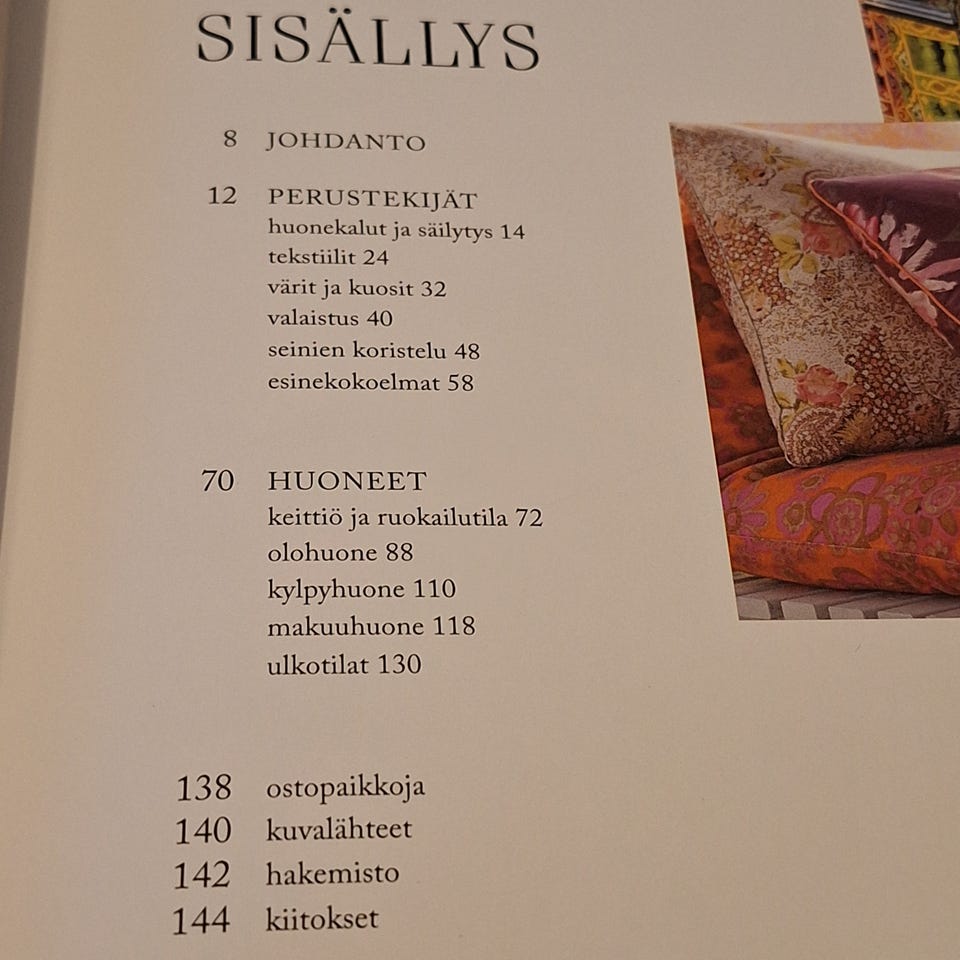 SISÄLLYS
8 JOHDANTO
12 PERUSTEKIJÄT
huonekalut ja säilytys 14
tekstiilit 24
värit ja kuosit 32
valaistus 40
seinien koristelu 48
esinekokoelmat 58
70 HUONEET
keittiö ja ruokailutila 72
olohuone 88
kylpyhuone 110
makuuhuone 118
ulkotilat 130
138 ostopaikkoja
140 kuvalähteet
142 hakemisto
144 kiitokset